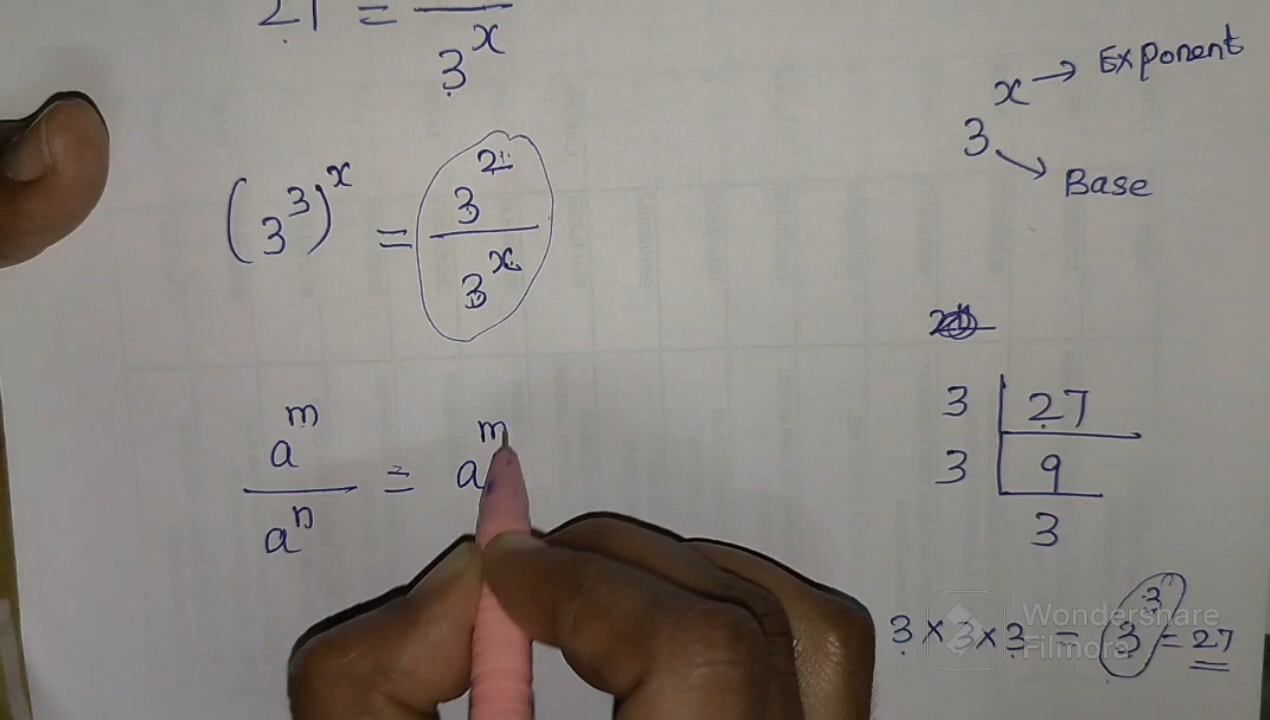 27 = 
3^x
x → Exponent
3
Base
(3^3)^x = 3^2
3^x
a^m
a^n
= a^m
3 | 27
3 | 9
3
3 × 3 × 3 = 3^3 = 27
Wondershare
Filmora